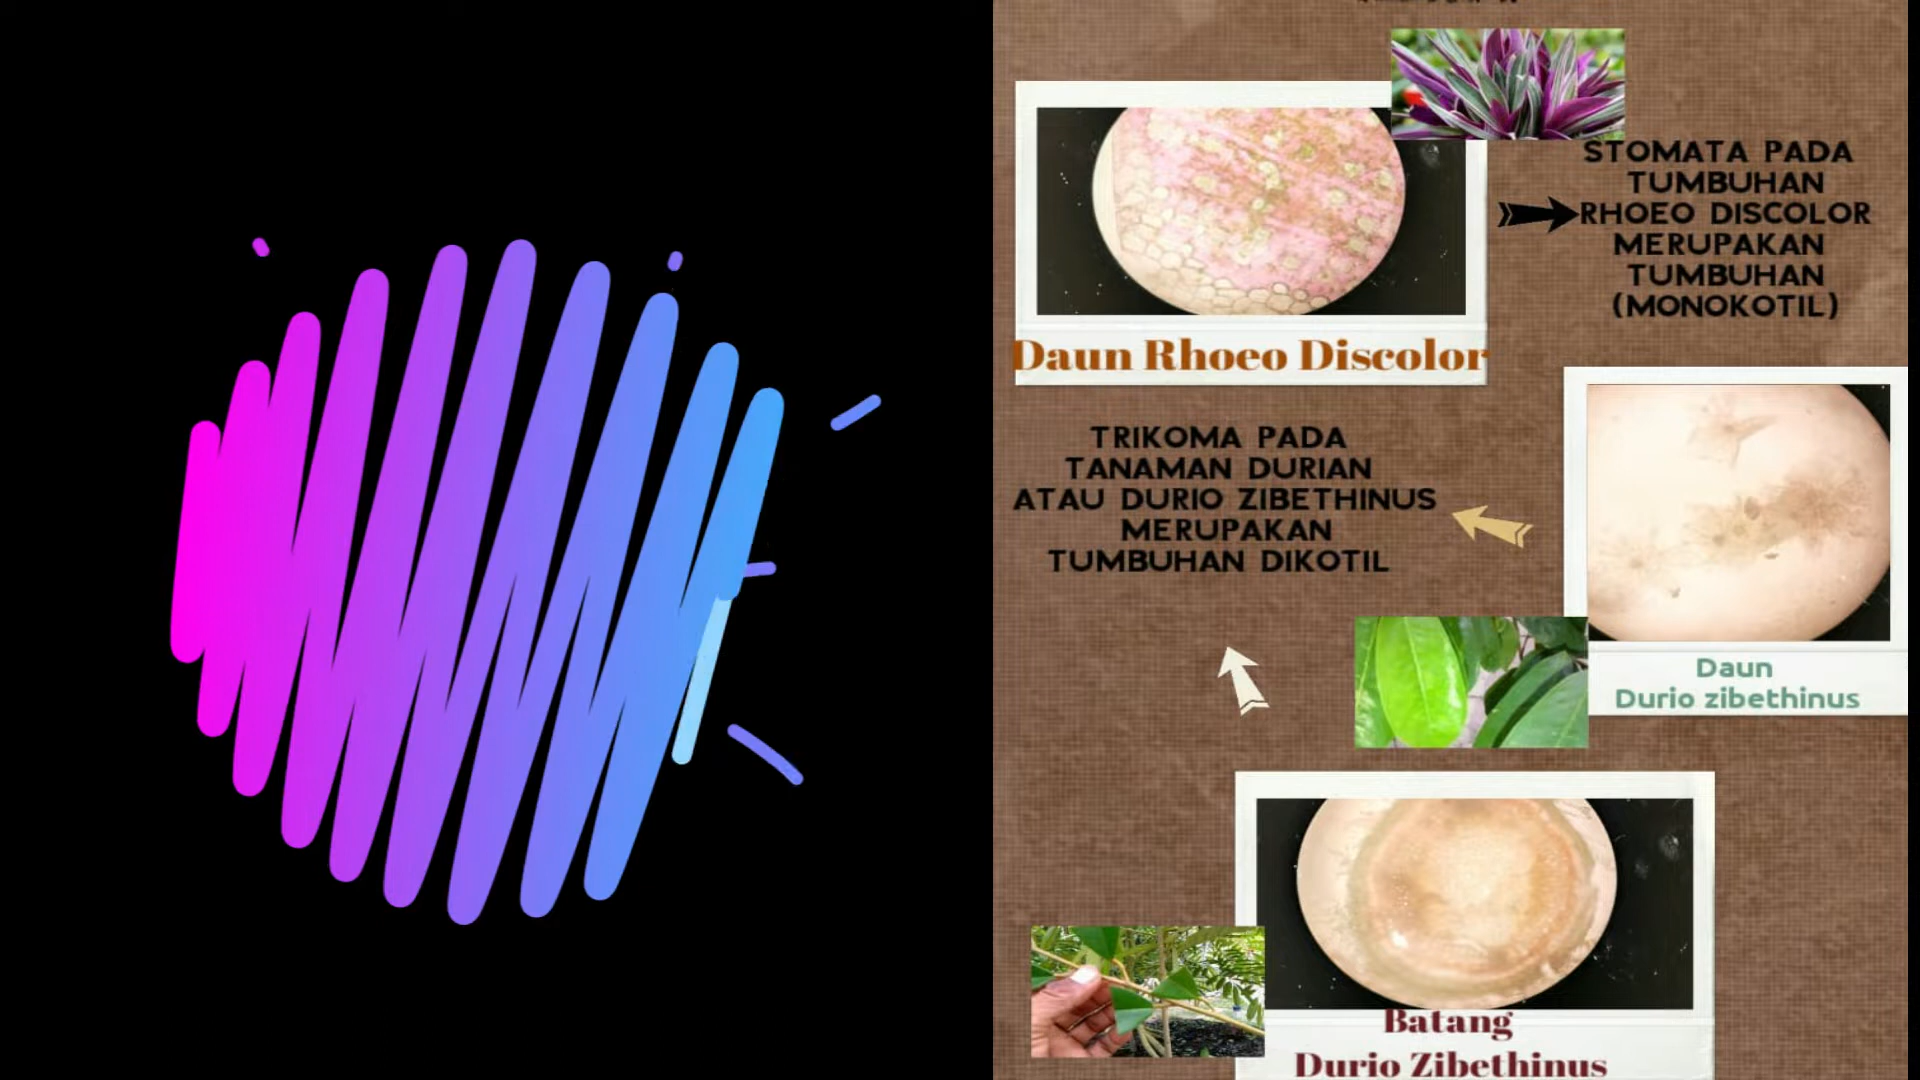 STOMATA PADA
TUMBUHAN
RHOEO DISCOLOR
MERUPAKAN
TUMBUHAN
(MONOKOTIL)
Daun Rhoeo Discolor
TRIKOMA PADA
TANAMAN DURIAN
ATAU DURIO ZIBETHINUS
MERUPAKAN
TUMBUHAN DIKOTIL
Daun
Durio zibethinus
Batang
Durio Zibethinus